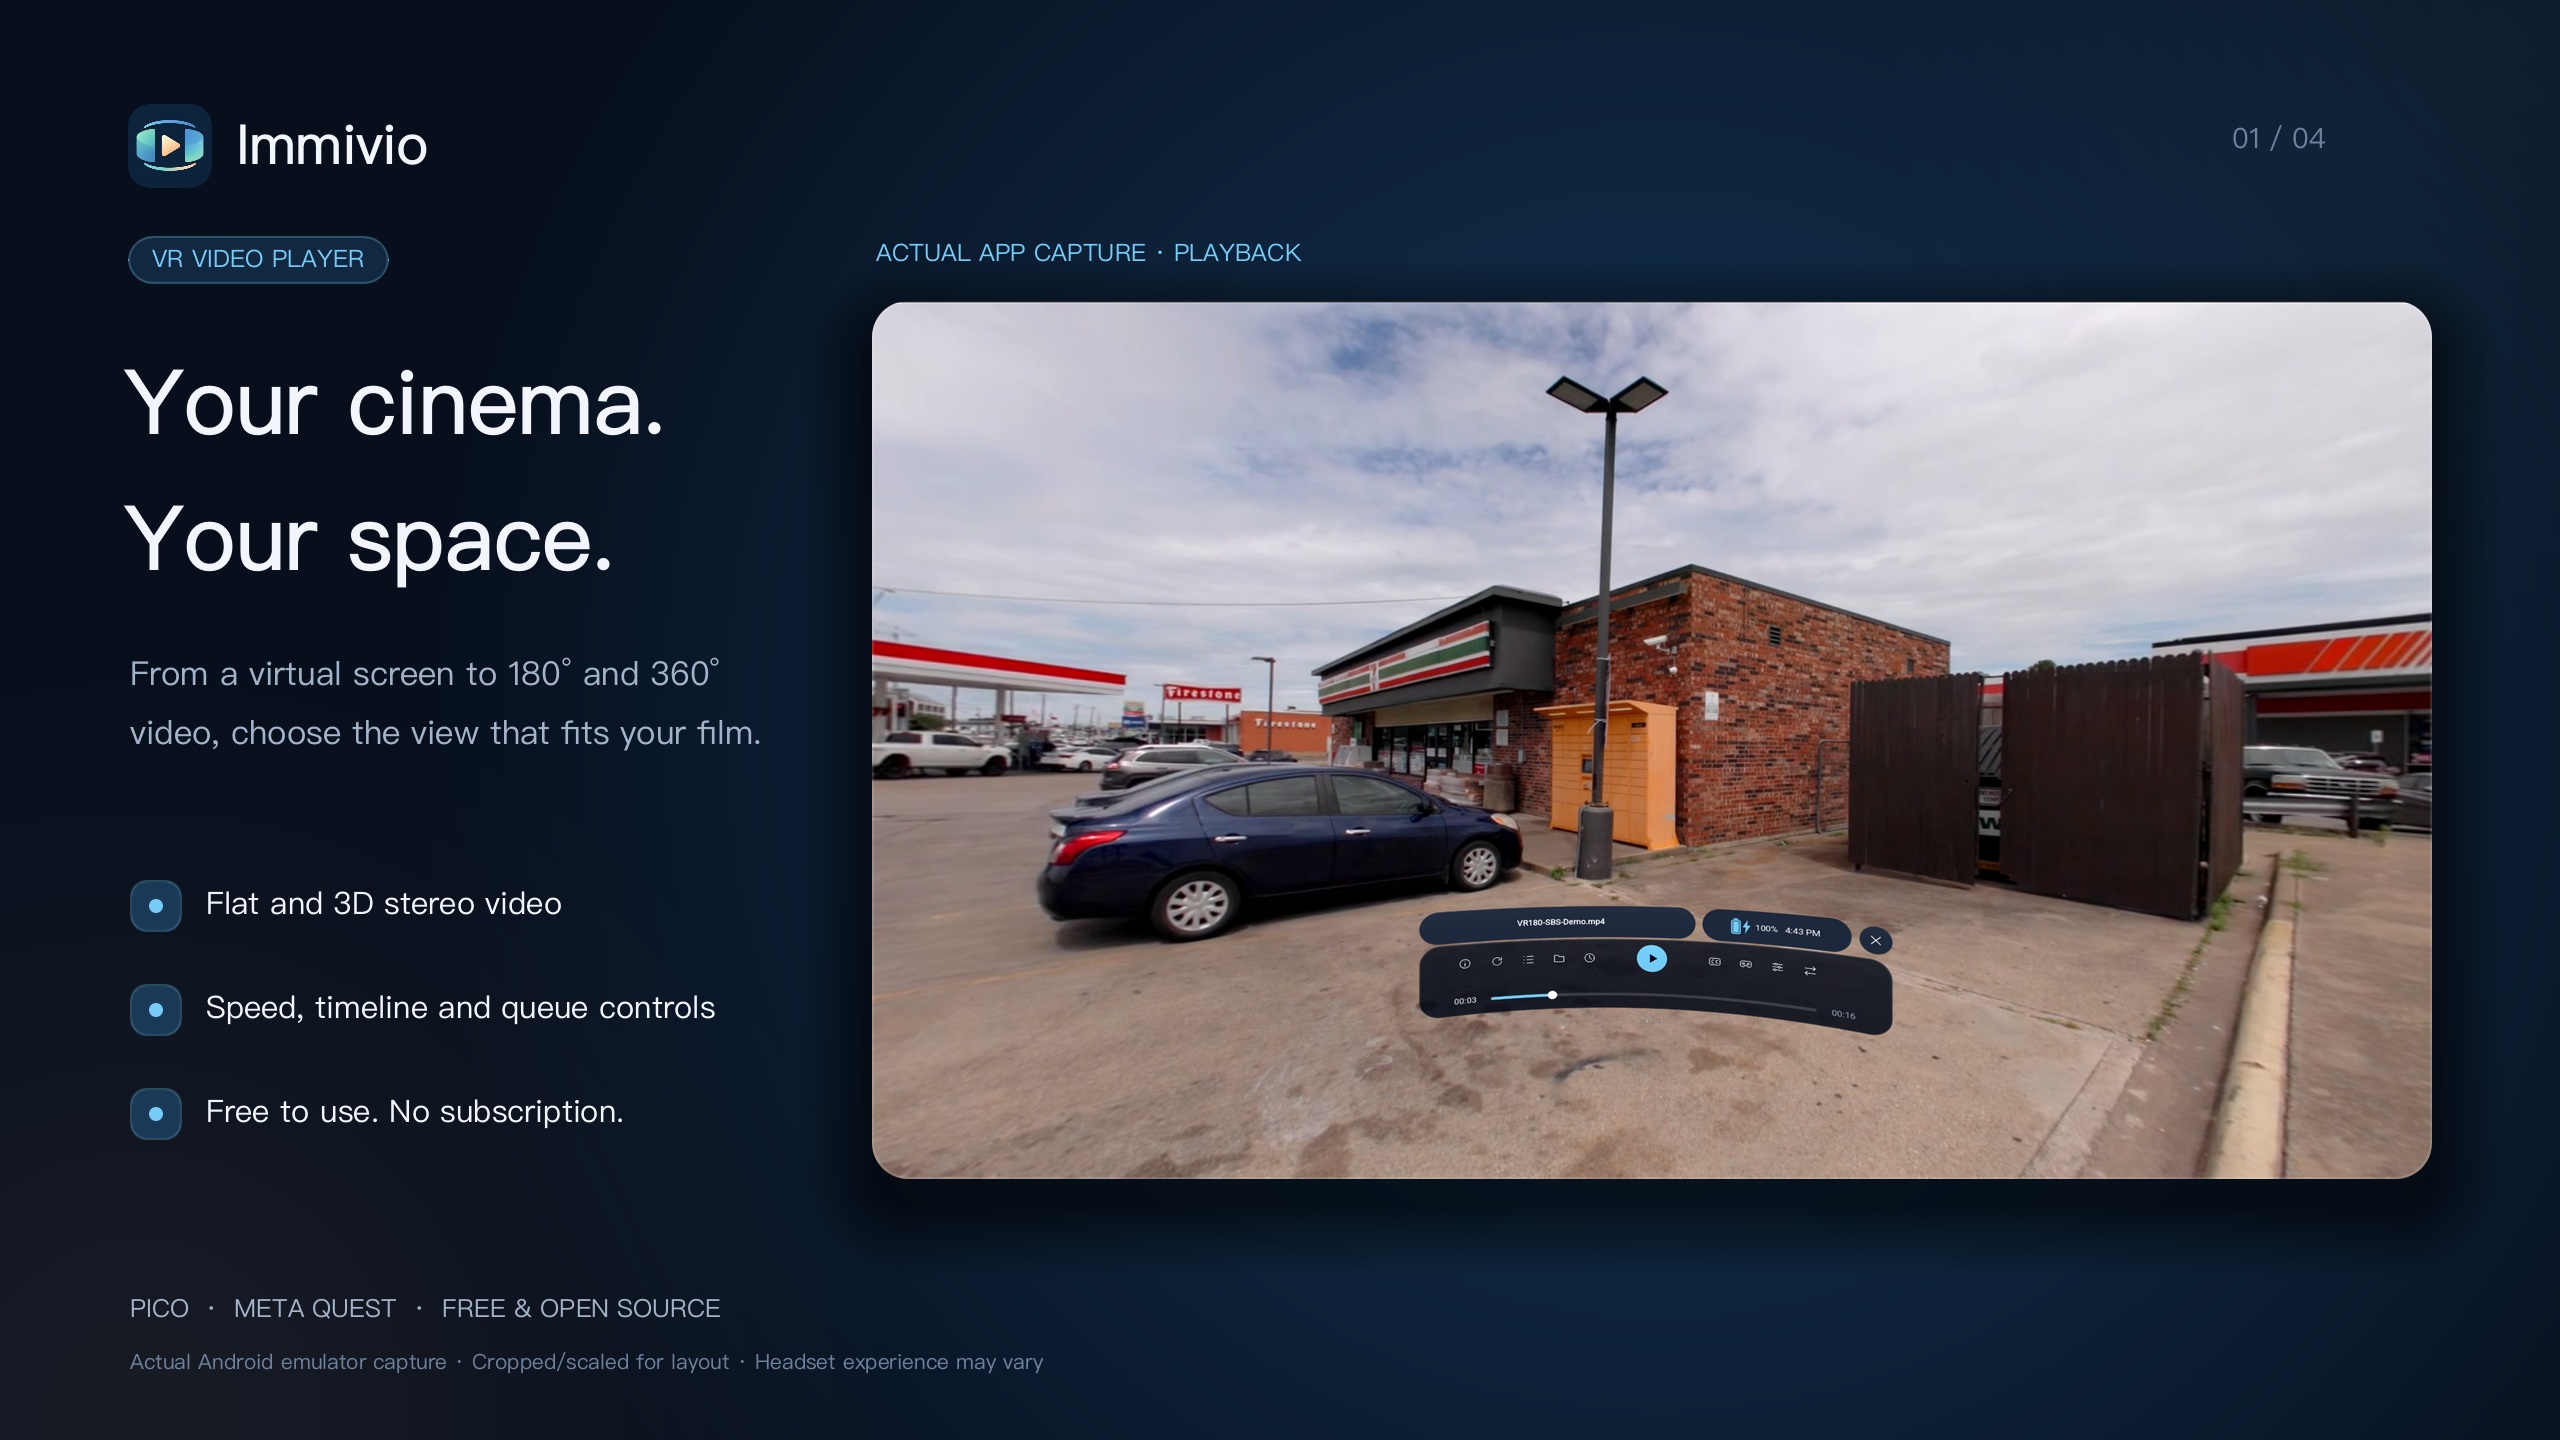 Immivio
01 / 04
VR VIDEO PLAYER
ACTUAL APP CAPTURE · PLAYBACK
Your cinema.
Your space.
From a virtual screen to 180° and 360°
video, choose the view that fits your film.
Flat and 3D stereo video
Speed, timeline and queue controls
Free to use. No subscription.
Firestone
Firestone
VR180-SBS-Demo.mp4
100% 4:43 PM
00:03
00:16
PICO · META QUEST · FREE & OPEN SOURCE
Actual Android emulator capture · Cropped/scaled for layout · Headset experience may vary